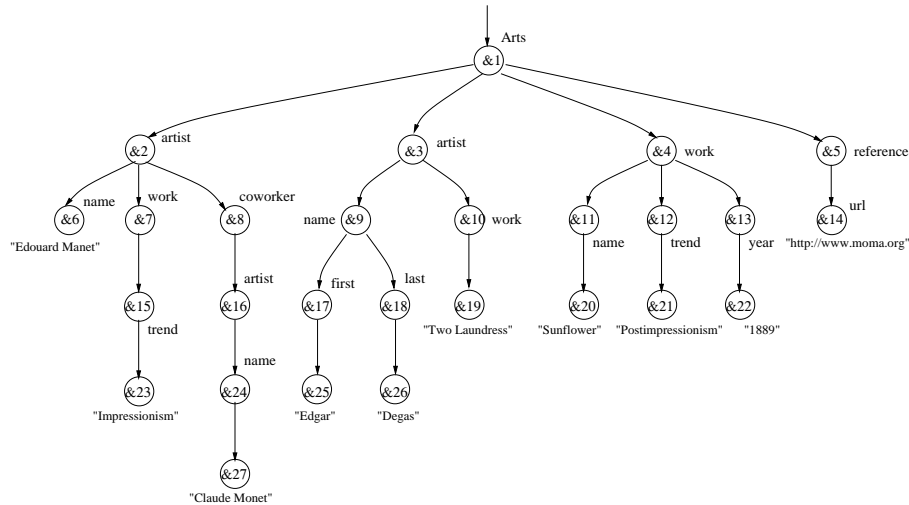 Arts
&1
artist
artist
&2
&3
&4
work
&5
reference
name
work
coworker
&6
&7
&8
name
&9
&10
work
&11
&12
&13
&14
url
"Edouard Manet"
name
trend
year
"http://www.moma.org"
artist
first
last
&15
&16
&17
&18
&19
&20
&21
&22
trend
"Two Laundress"
"Sunflower"
"Postimpressionism"
"1889"
name
&23
&24
&25
&26
"Impressionism"
"Edgar"
"Degas"
&27
"Claude Monet"